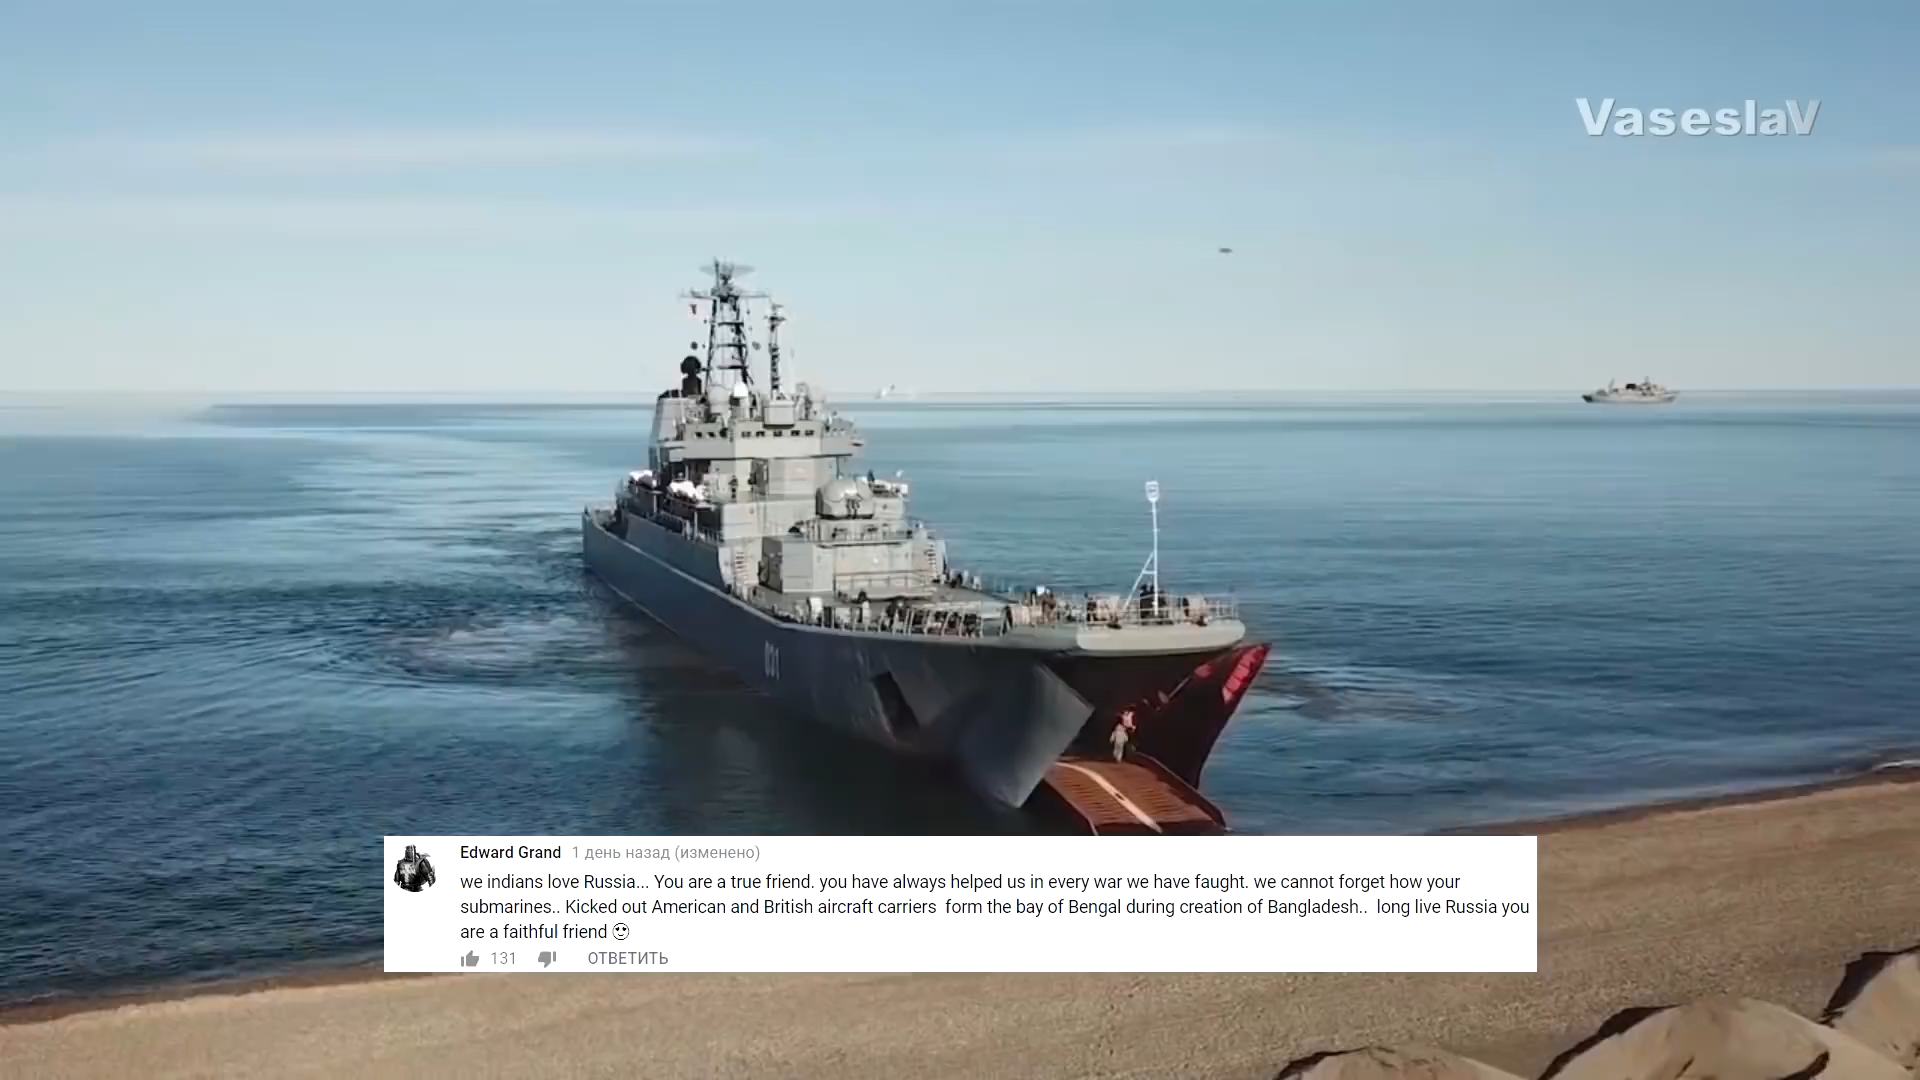 VaseslaV
031
Edward Grand 1 день назад (изменено)
we indians love Russia... You are a true friend. you have always helped us in every war we have faught. we cannot forget how your
submarines.. Kicked out American and British aircraft carriers form the bay of Bengal during creation of Bangladesh.. long live Russia you
are a faithful friend
131 ОТВЕТИТЬ